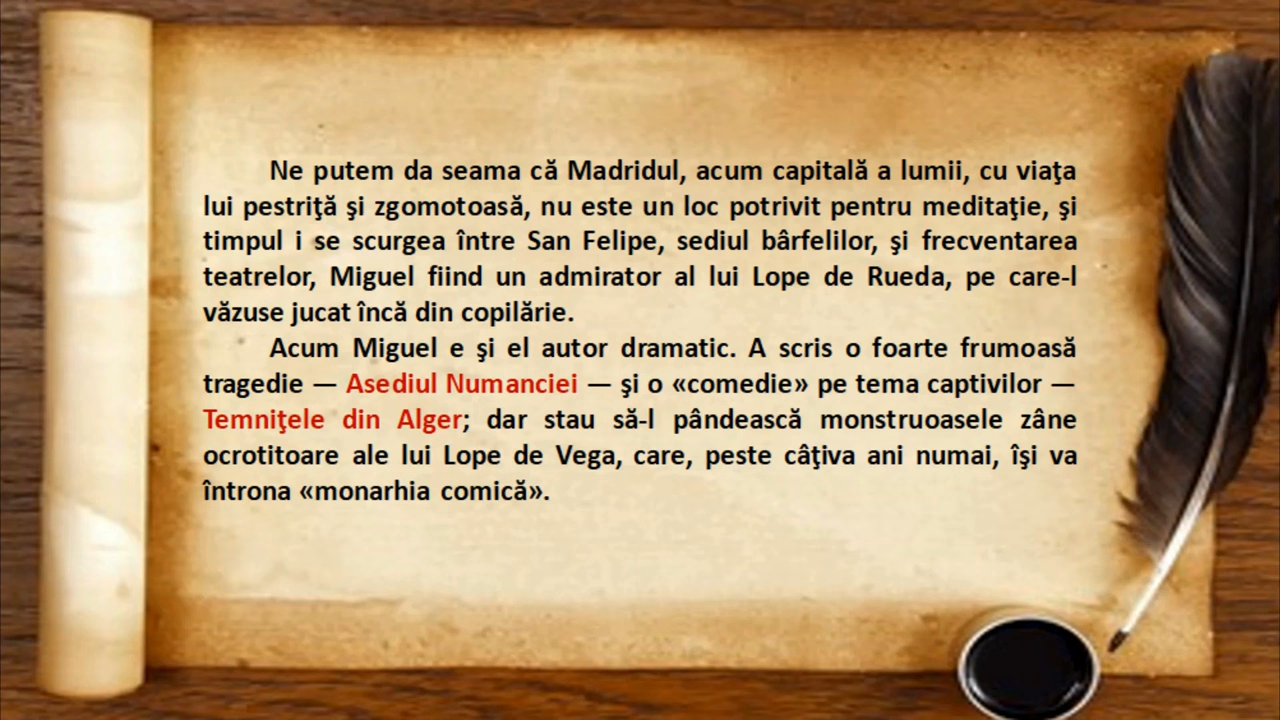 Ne putem da seama că Madridul, acum capitală a lumii, cu viaţa
lui pestriţă şi zgomotoasă, nu este un loc potrivit pentru meditaţie, şi
timpul i se scurgea între San Felipe, sediul bârfelilor, şi frecventarea
teatrelor, Miguel fiind un admirator al lui Lope de Rueda, pe care-l
văzuse jucat încă din copilărie.
Acum Miguel e şi el autor dramatic. A scris o foarte frumoasă
tragedie — Asediul Numanciei — şi o «comedie» pe tema captivilor —
Temniţele din Alger; dar stau să-l pândească monstruoasele zâne
ocrotitoare ale lui Lope de Vega, care, peste câţiva ani numai, îşi va
întrona «monarhia comică».